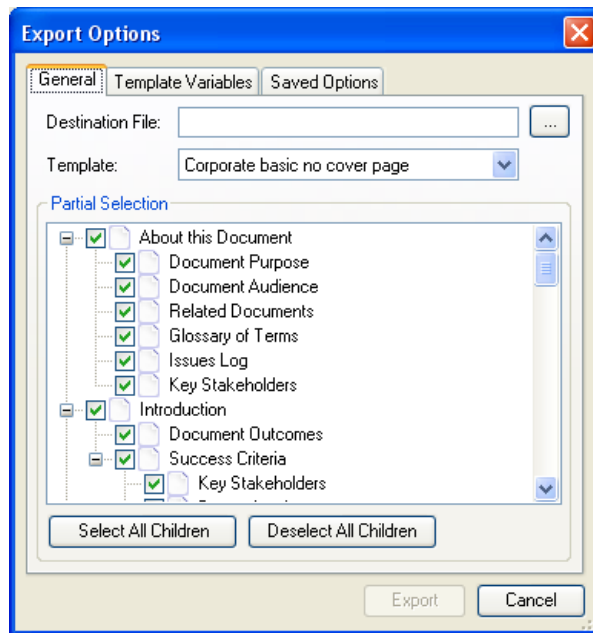 Export Options
General Template Variables Saved Options
Destination File: ...
Template: Corporate basic no cover page
Partial Selection
About this Document
Document Purpose
Document Audience
Related Documents
Glossary of Terms
Issues Log
Key Stakeholders
Introduction
Document Outcomes
Success Criteria
Key Stakeholders
Select All Children Deselect All Children
Export Cancel